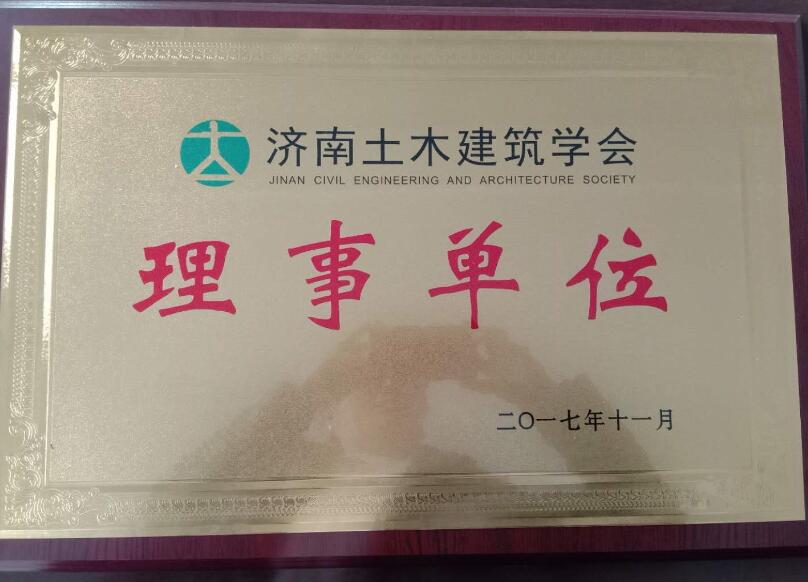 济南土木建筑学会
JINAN CIVIL ENGINEERING AND ARCHITECTURE SOCIETY
理事单位
二〇一七年十一月